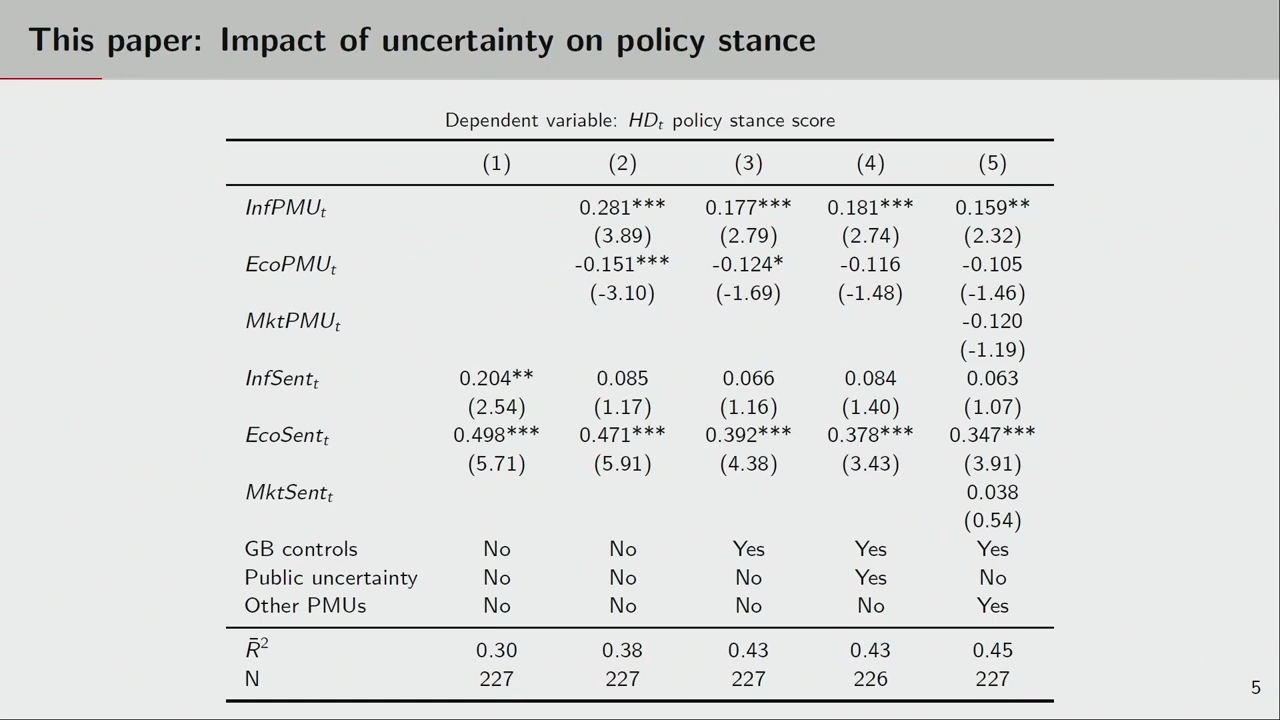 This paper: Impact of uncertainty on policy stance
Dependent variable: HDₜ policy stance score
(1) (2) (3) (4) (5)
InfPMUₜ 0.281*** 0.177*** 0.181*** 0.159**
(3.89) (2.79) (2.74) (2.32)
EcoPMUₜ -0.151*** -0.124* -0.116 -0.105
(-3.10) (-1.69) (-1.48) (-1.46)
MktPMUₜ -0.120
(-1.19)
InfSentₜ 0.204** 0.085 0.066 0.084 0.063
(2.54) (1.17) (1.16) (1.40) (1.07)
EcoSentₜ 0.498*** 0.471*** 0.392*** 0.378*** 0.347***
(5.71) (5.91) (4.38) (3.43) (3.91)
MktSentₜ 0.038
(0.54)
GB controls No No Yes Yes Yes
Public uncertainty No No No Yes No
Other PMUs No No No No Yes
R̄² 0.30 0.38 0.43 0.43 0.45
N 227 227 227 226 227
5